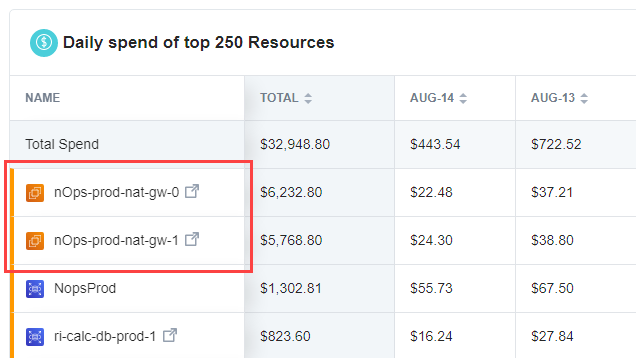 Daily spend of top 250 Resources
NAME TOTAL AUG-14 AUG-13
Total Spend $32,948.80 $443.54 $722.52
nOps-prod-nat-gw-0 $6,232.80 $22.48 $37.21
nOps-prod-nat-gw-1 $5,768.80 $24.30 $38.80
NopsProd $1,302.81 $55.73 $67.50
ri-calc-db-prod-1 $823.60 $16.24 $27.84